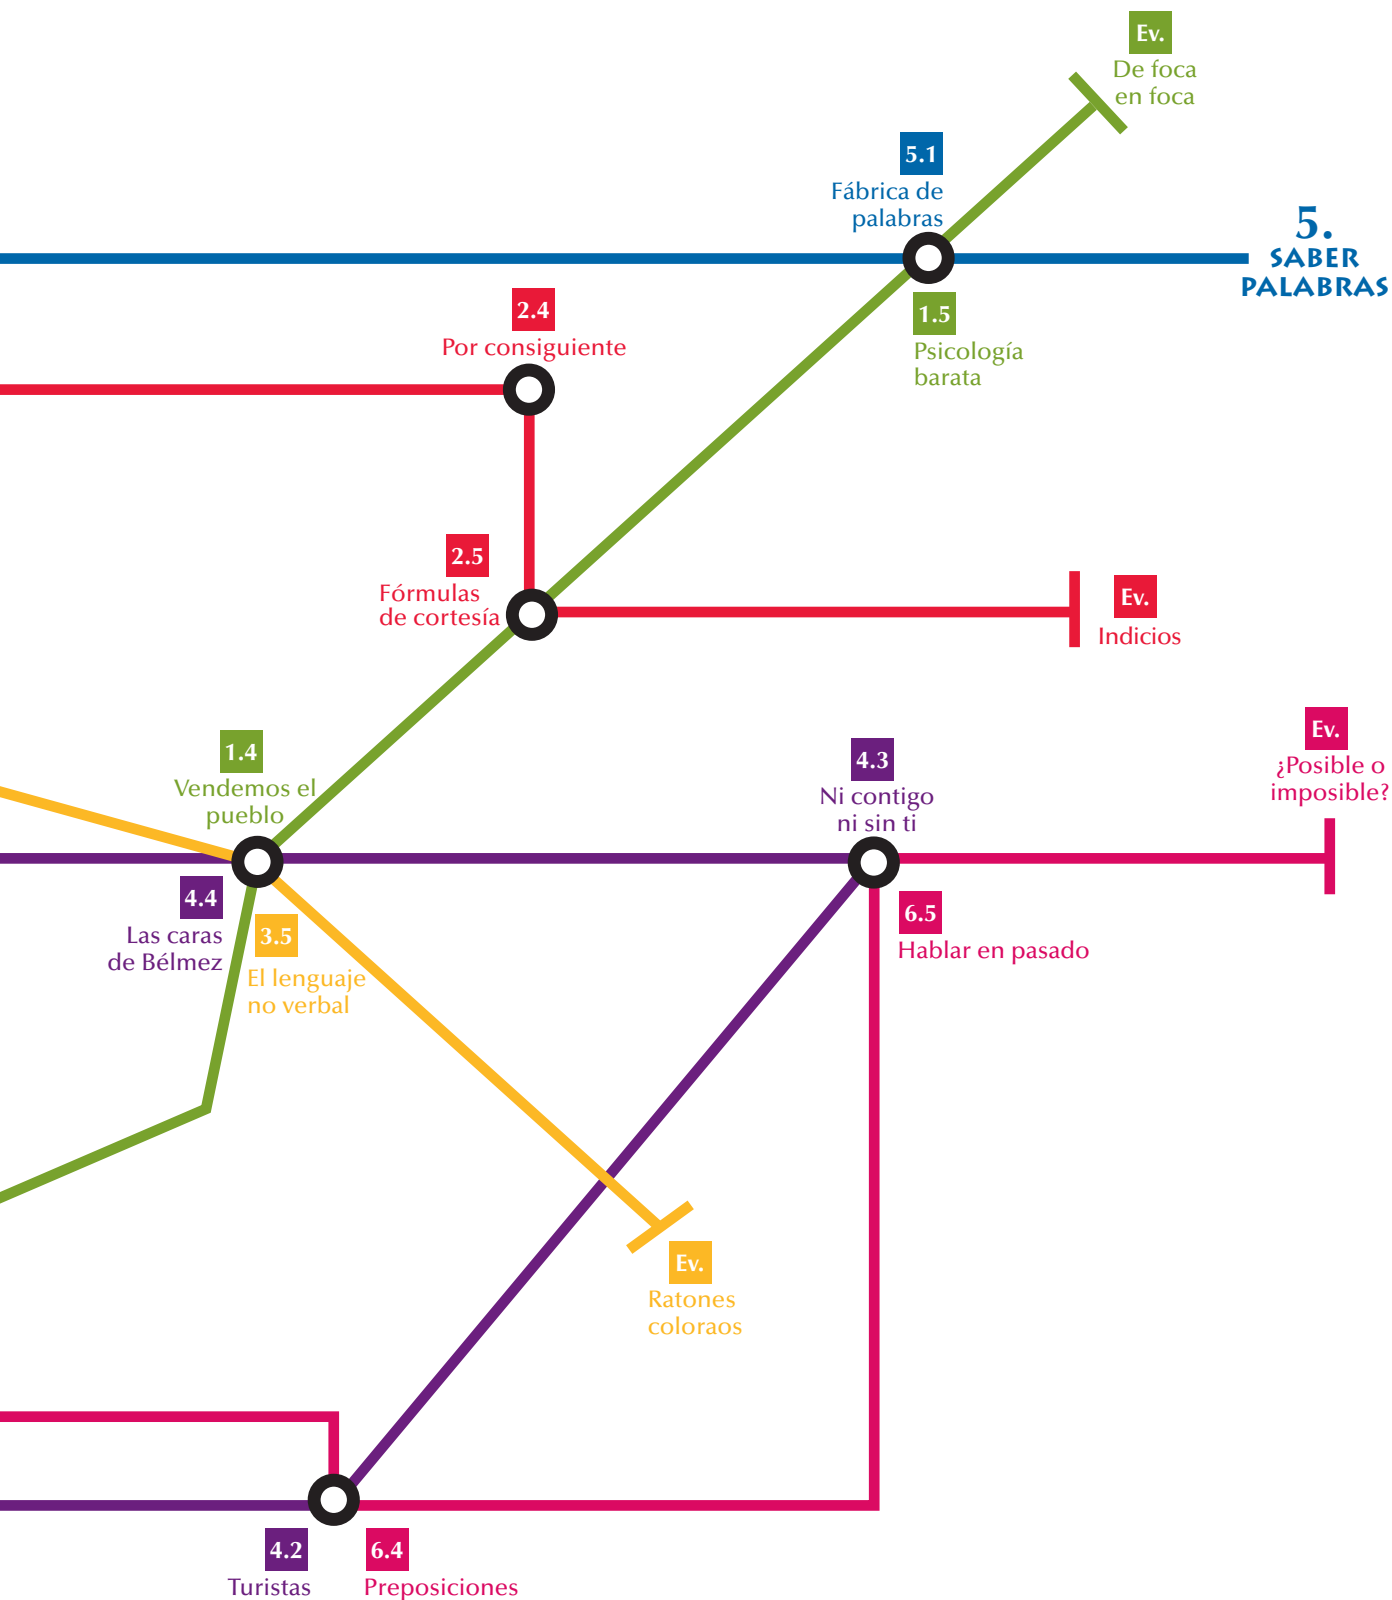 Ev.
De foca
en foca
5.1
Fábrica de
palabras
5.
SABER
PALABRAS
1.5
Psicología
barata
2.4
Por consiguiente
2.5
Fórmulas
de cortesía
Ev.
Indicios
1.4
Vendemos el
pueblo
4.3
Ni contigo
ni sin ti
Ev.
¿Posible o
imposible?
4.4
Las caras
de Bélmez
3.5
El lenguaje
no verbal
6.5
Hablar en pasado
Ev.
Ratones
coloraos
4.2
Turistas
6.4
Preposiciones